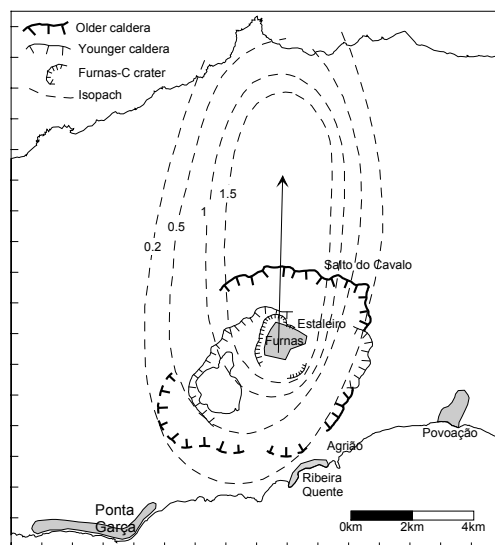 Older caldera
Younger caldera
Furnas-C crater
Isopach
1.5
1
0.5
0.2
Salto do Cavalo
Estaleiro
Furnas
Agrião
Povoação
Ribeira
Quente
Ponta
Garça
0km 2km 4km